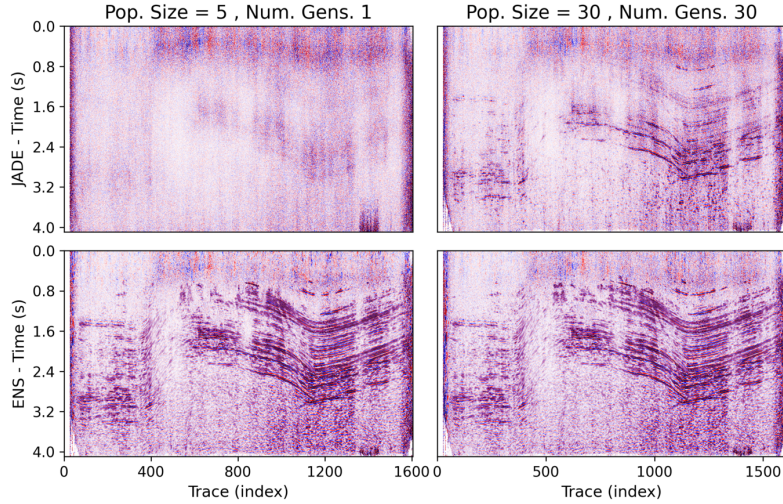 Pop. Size = 5 , Num. Gens. 1
Pop. Size = 30 , Num. Gens. 30
JADE - Time (s)
0.0
0.8
1.6
2.4
3.2
4.0
ENS - Time (s)
0.0
0.8
1.6
2.4
3.2
4.0
0 400 800 1200 1600
0 500 1000 1500
Trace (index)
Trace (index)